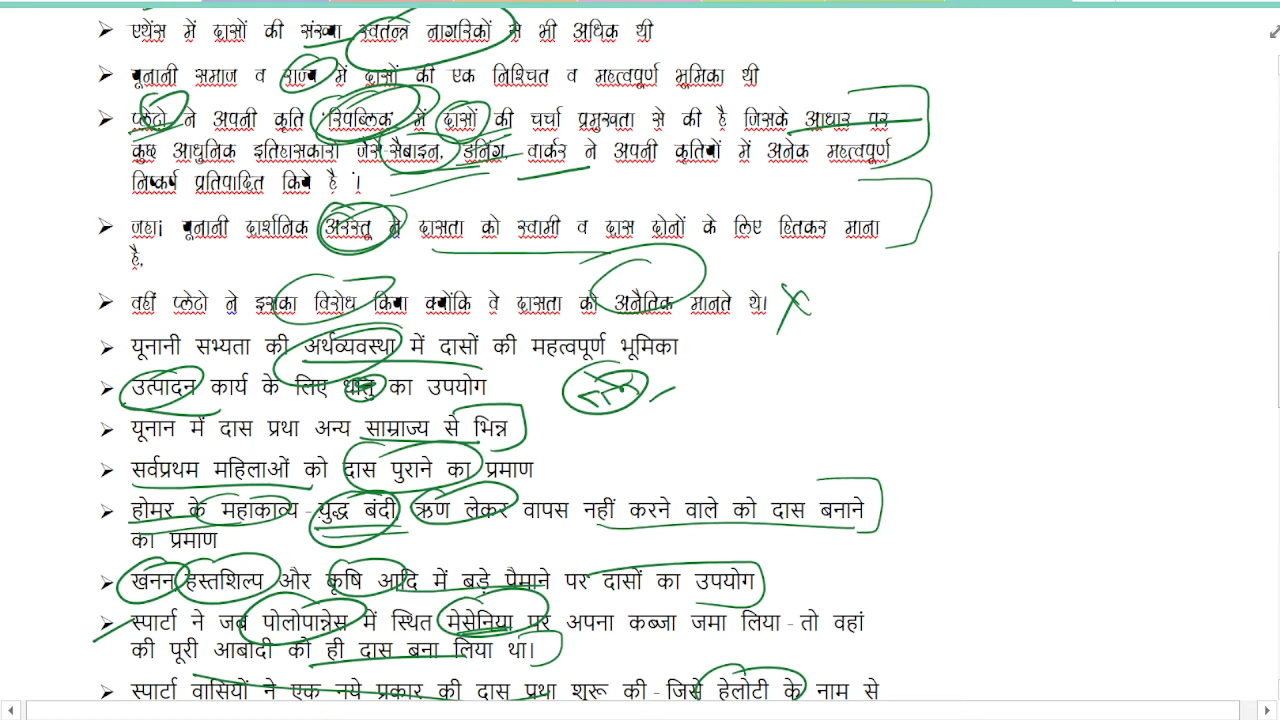 ➢ एथेंस में दासों की संख्या स्वतंन्त्र नागरिकों से भी अधिक थी
➢ यूनानी समाज व राज्य में दासों की एक निश्चित व महत्वपूर्ण भूमिका थी
➢ प्लेटो ने अपनी कृति 'रिपब्लिक' में दासों की चर्चा प्रमुखता से की है जिसके आधार पर
कुछ आधुनिक इतिहासकारों जैसे-सैबाइन, डनिंग, वार्कर ने अपनी कृतियों में अनेक महत्वपूर्ण
निष्कर्ष प्रतिपादित किये है ं!
➢ जहा¡ यूनानी दार्शनिक अरस्तू ने दासता को स्वामी व दास दोनों के लिए हितकर माना
है,
➢ वहीं प्लेटो ने इसका विरोध किया क्योंकि वे दासता को अनैतिक मानते थे।
➢ यूनानी सभ्यता की अर्थव्यवस्था में दासों की महत्वपूर्ण भूमिका
➢ उत्पादन कार्य के लिए धातु का उपयोग
➢ यूनान में दास प्रथा अन्य साम्राज्य से भिन्न
➢ सर्वप्रथम महिलाओं को दास पुराने का प्रमाण
➢ होमर के महाकाव्य - युद्ध बंदी ऋण लेकर वापस नहीं करने वाले को दास बनाने
का प्रमाण
➢ खनन हस्तशिल्प और कृषि आदि में बड़े पैमाने पर दासों का उपयोग
➢ स्पार्टा ने जब पोलोपान्नेस में स्थित मेसेनिया पर अपना कब्जा जमा लिया - तो वहां
की पूरी आबादी को ही दास बना लिया था।
➢ स्पार्टा वासियों ने एक नये प्रकार की दास प्रथा शुरू की - जिसे हेलोटी के नाम से